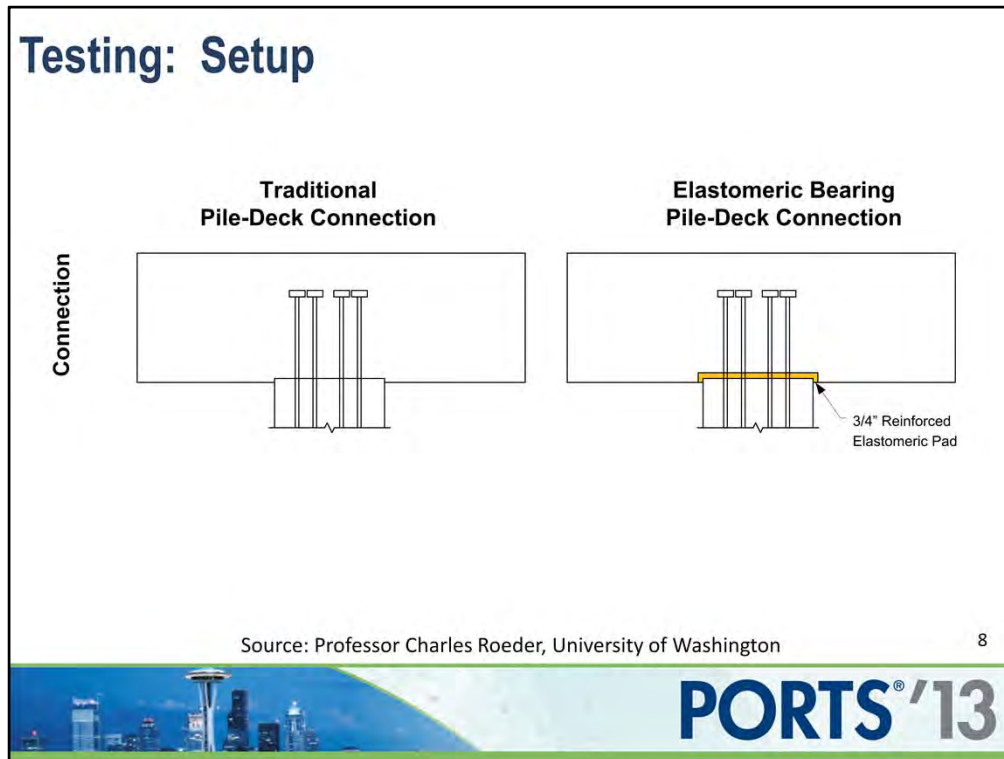 Testing: Setup
Traditional
Pile-Deck Connection
Elastomeric Bearing
Pile-Deck Connection
Connection
3/4" Reinforced
Elastomeric Pad
Source: Professor Charles Roeder, University of Washington
8
PORTS®'13